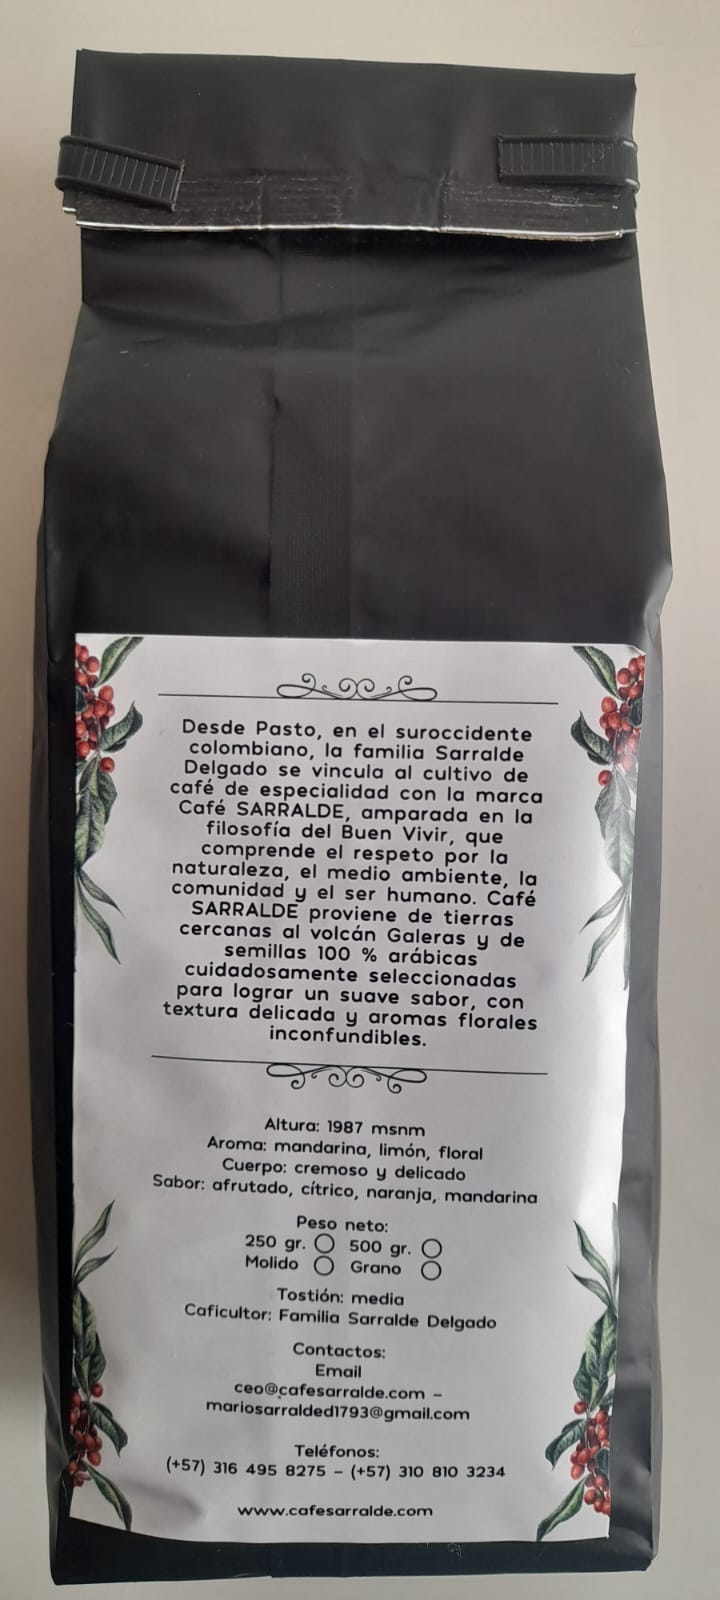 Desde Pasto, en el suroccidente
colombiano, la familia Sarralde
Delgado se vincula al cultivo de
café de especialidad con la marca
Café SARRALDE, amparada en la
filosofía del Buen Vivir, que
comprende el respeto por la
naturaleza, el medio ambiente, la
comunidad y el ser humano. Café
SARRALDE proviene de tierras
cercanas al volcán Galeras y de
semillas 100 % arábicas
cuidadosamente seleccionadas
para lograr un suave sabor, con
textura delicada y aromas florales
inconfundibles.
Altura: 1987 msnm
Aroma: mandarina, limón, floral
Cuerpo: cremoso y delicado
Sabor: afrutado, cítrico, naranja, mandarina
Peso neto:
250 gr. 500 gr.
Molido Grano
Tostión: media
Caficultor: Familia Sarralde Delgado
Contactos:
Email
ceo@cafesarralde.com –
mariosarralded1793@gmail.com
Teléfonos:
(+57) 316 495 8275 – (+57) 310 810 3234
www.cafesarralde.com